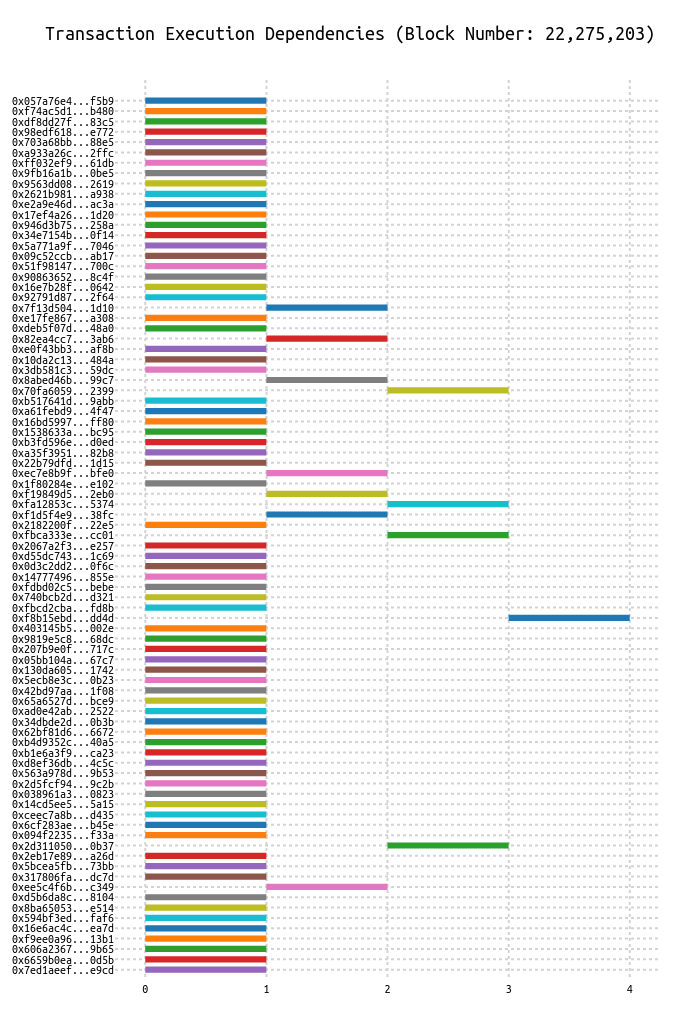 Transaction Execution Dependencies (Block Number: 22,275,203)
0x057a76e4...f5b9
0xf74ac5d1...b480
0xdf8dd27f...83c5
0x98edf618...e772
0x703a68bb...88e5
0xa933a26c...2ffc
0xff032ef9...61db
0x9fb16a1b...0be5
0x9563dd08...2619
0x2621b981...a938
0xe2a9e46d...ac3a
0x17ef4a26...1d20
0x946d3b75...258a
0x34e7154b...0f14
0x5a771a9f...7046
0x09c52ccb...ab17
0x51f98147...700c
0x90863652...8c4f
0x16e7b28f...0642
0x92791d87...2f64
0x7f13d504...1d10
0xe17fe867...a308
0xdeb5f07d...48a0
0x82ea4cc7...3ab6
0xe0f43bb3...af8b
0x10da2c13...484a
0x3db581c3...59dc
0x8abed46b...99c7
0x70fa6059...2399
0xb517641d...9abb
0xa61febd9...4f47
0x16bd5997...ff80
0x1538633a...bc95
0xb3fd596e...d0ed
0xa35f3951...82b8
0x22b79dfd...1d15
0xec7e8b9f...bfe0
0x1f80284e...e102
0xf19849d5...2eb0
0xfa12853c...5374
0xf1d5f4e9...38fc
0x2182200f...22e5
0xfbca333e...cc01
0x2067a2f3...e257
0xd55dc743...1c69
0x0d3c2dd2...0f6c
0x14777496...855e
0xfdbd02c5...bebe
0x740bcb2d...d321
0xfbcd2cba...fd8b
0xf8b15ebd...dd4d
0x403145b5...002e
0x9819e5c8...68dc
0x207b9e0f...717c
0x05bb104a...67c7
0x130da605...1742
0x5ecb8e3c...0b23
0x42bd97aa...1f08
0x65a6527d...bce9
0xad0e42ab...2522
0x34dbde2d...0b3b
0x62bf81d6...6672
0xb4d9352c...40a5
0xb1e6a3f9...ca23
0xd8ef36db...4c5c
0x563a978d...9b53
0x2d5fcf94...9c2b
0x038961a3...0823
0x14cd5ee5...5a15
0xceec7a8b...d435
0x6cf283ae...b45e
0x094f2235...f33a
0x2d311050...0b37
0x2eb17e89...a26d
0x5bcea5fb...73bb
0x317806fa...dc7d
0xee5c4f6b...c349
0xd5b6da8c...8104
0x8ba65053...e514
0x594bf3ed...faf6
0x16e6ac4c...ea7d
0xf9ee0a96...13b1
0x606a2367...9b65
0x6659b0ea...0d5b
0x7ed1aeef...e9cd
0 1 2 3 4